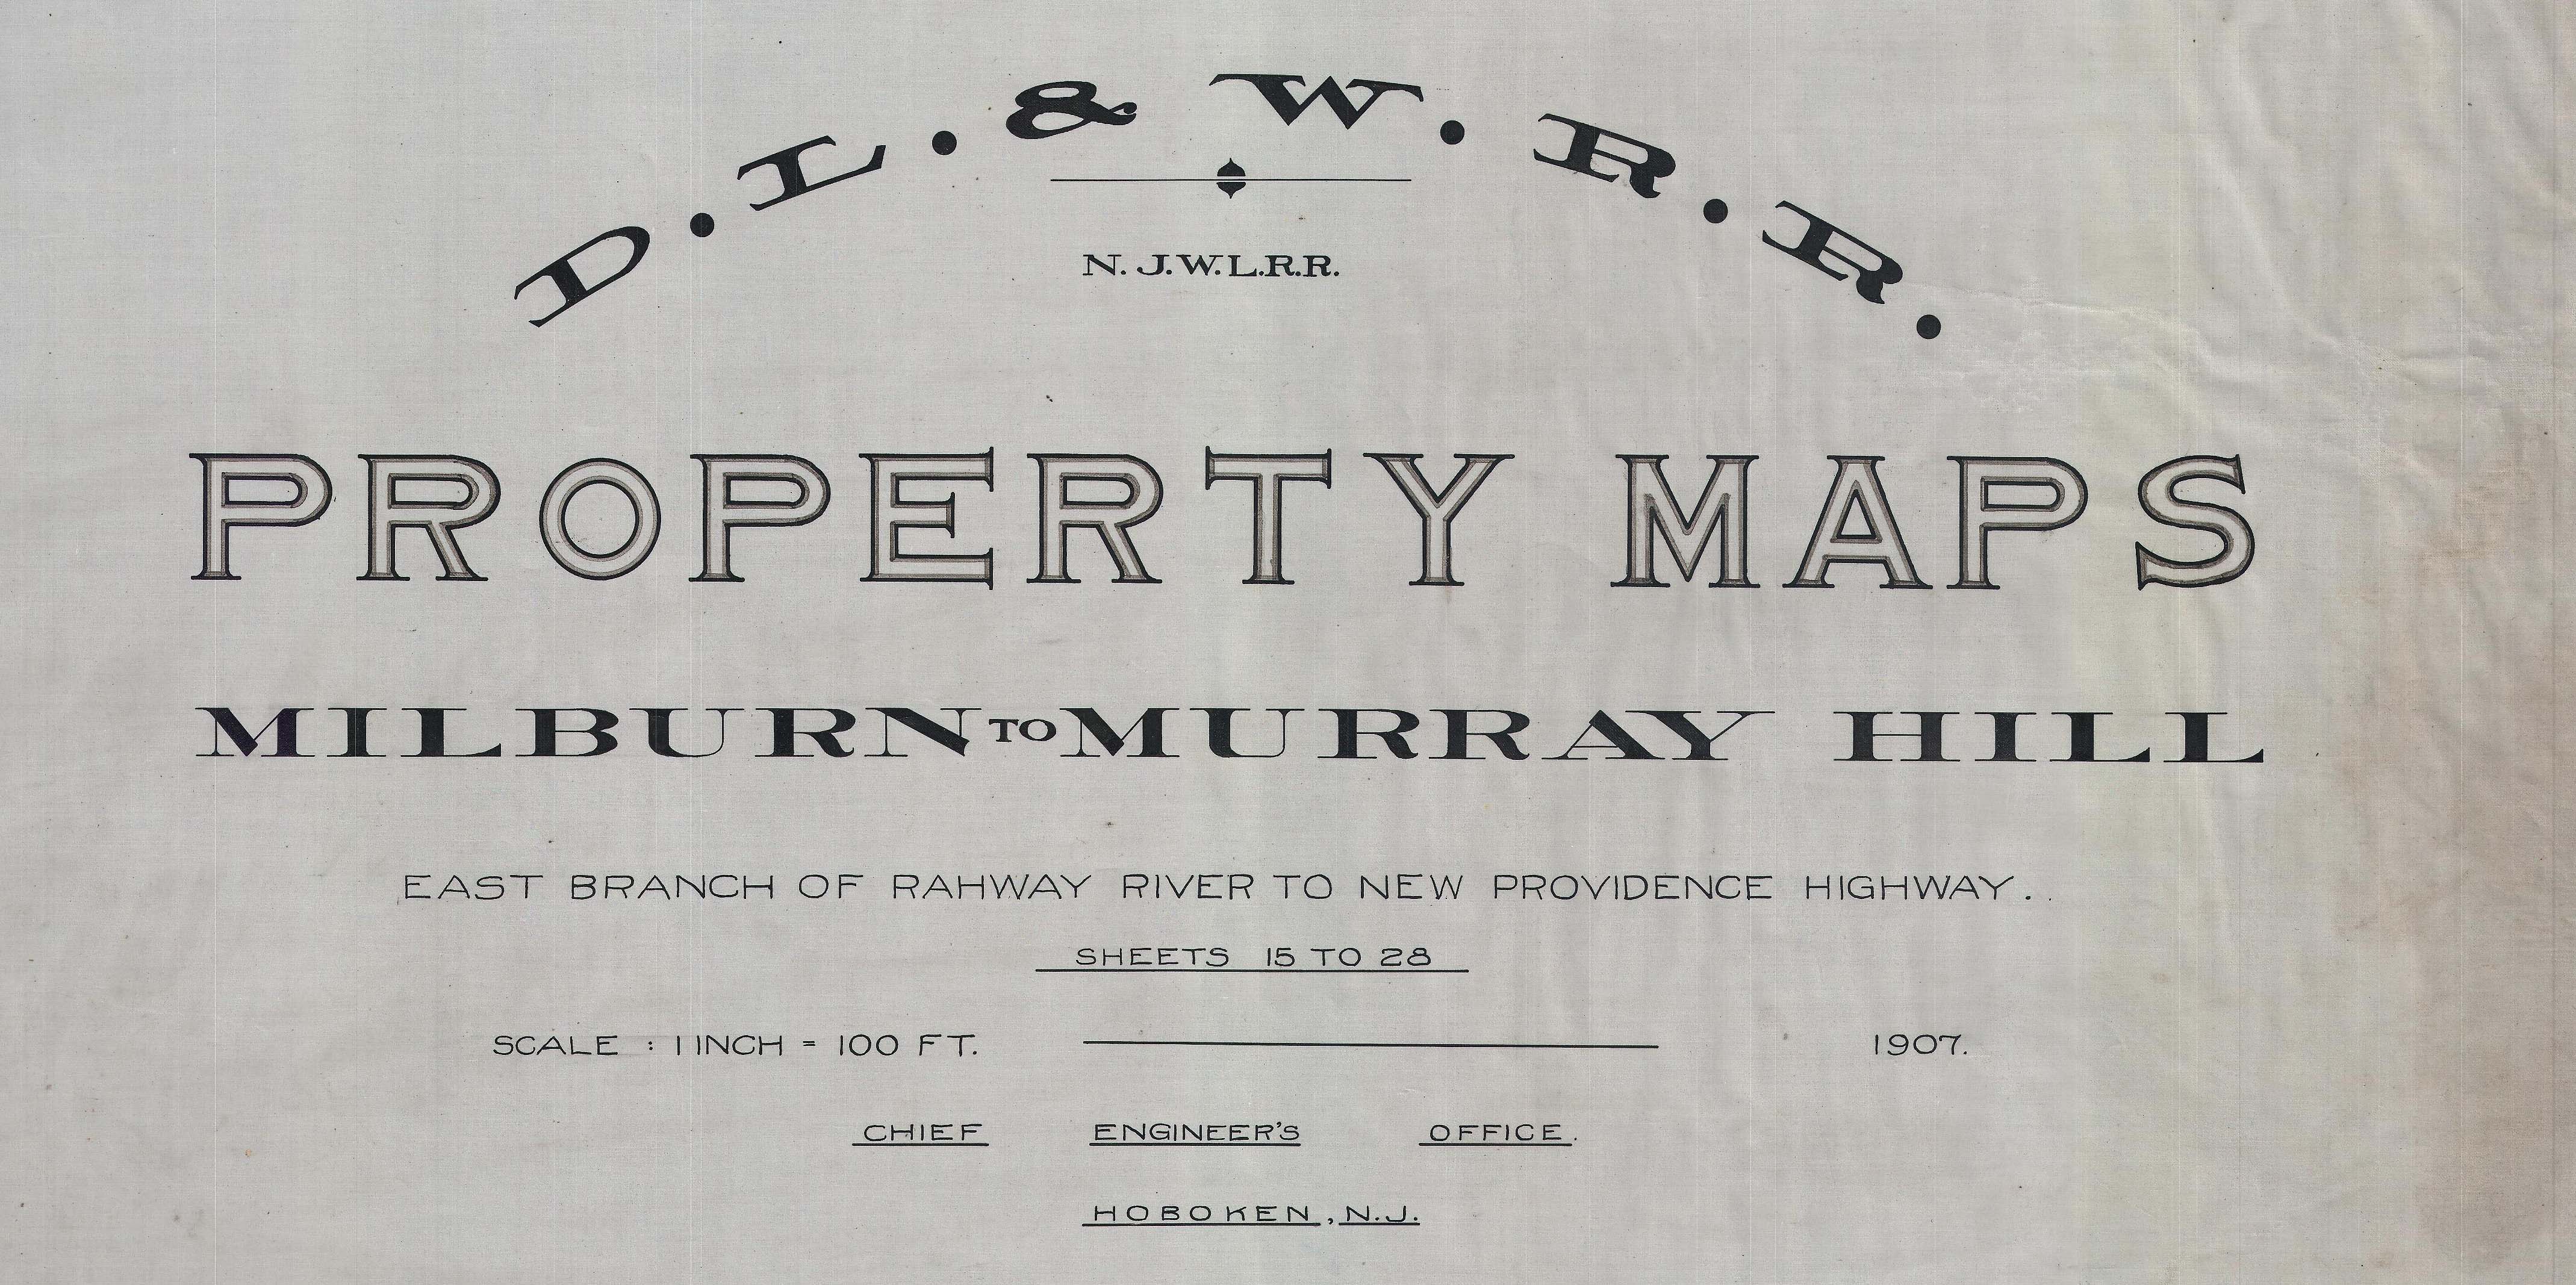 D.L.& W.R.R.
N.J.W.L.R.R.
PROPERTY MAPS
MILBURN TO MURRAY HILL
EAST BRANCH OF RAHWAY RIVER TO NEW PROVIDENCE HIGHWAY..
SHEETS 15 TO 28
SCALE : 1 INCH = 100 FT. 1907.
CHIEF ENGINEER'S OFFICE.
HOBOKEN, N.J.